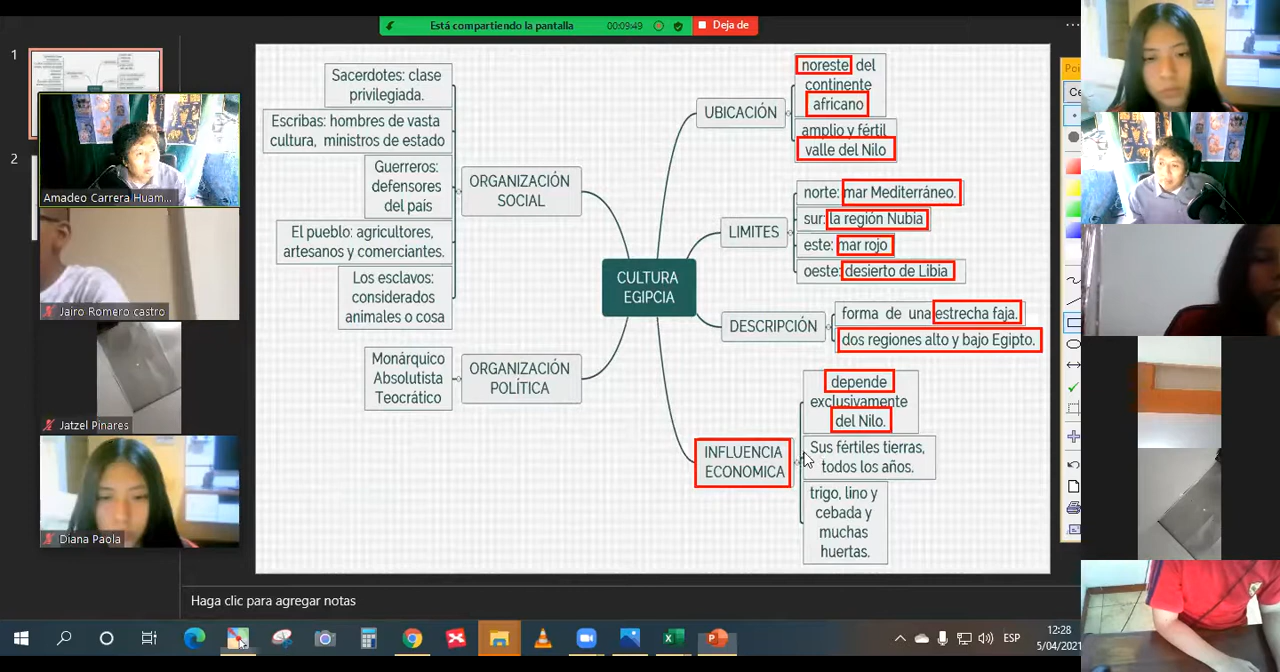 Está compartiendo la pantalla
00:09:49
Deja de
1
2
Amadeo Carrera Huam...
Jairo Romero castro
Jatzel Pinares
Diana Paola
Sacerdotes: clase
privilegiada.
Escribas: hombres de vasta
cultura, ministros de estado
Guerreros:
defensores
del pais
El pueblo: agricultores,
artesanos y comerciantes.
Los esclavos:
considerados
animales o cosa
ORGANIZACIÓN
SOCIAL
Monárquico
Absolutista
Teocrático
ORGANIZACIÓN
POLÍTICA
CULTURA
EGIPCIA
UBICACIÓN
noreste del
continente
africano
amplio y fértil
valle del Nilo
LIMITES
norte: mar Mediterráneo.
sur: la región Nubia
este: mar rojo
oeste: desierto de Libia
DESCRIPCIÓN
forma de una estrecha faja.
dos regiones alto y bajo Egipto.
INFLUENCIA
ECONOMICA
depende
exclusivamente
del Nilo.
Sus fértiles tierras,
todos los años.
trigo, lino y
cebada y
muchas
huertas.
Haga clic para agregar notas
ESP
12:28
5/04/2021